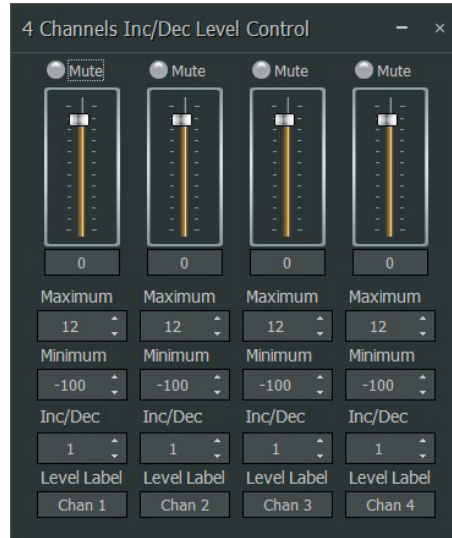 4 Channels Inc/Dec Level Control
Mute Mute Mute Mute
0 0 0 0
Maximum Maximum Maximum Maximum
12 12 12 12
Minimum Minimum Minimum Minimum
-100 -100 -100 -100
Inc/Dec Inc/Dec Inc/Dec Inc/Dec
1 1 1 1
Level Label Level Label Level Label Level Label
Chan 1 Chan 2 Chan 3 Chan 4